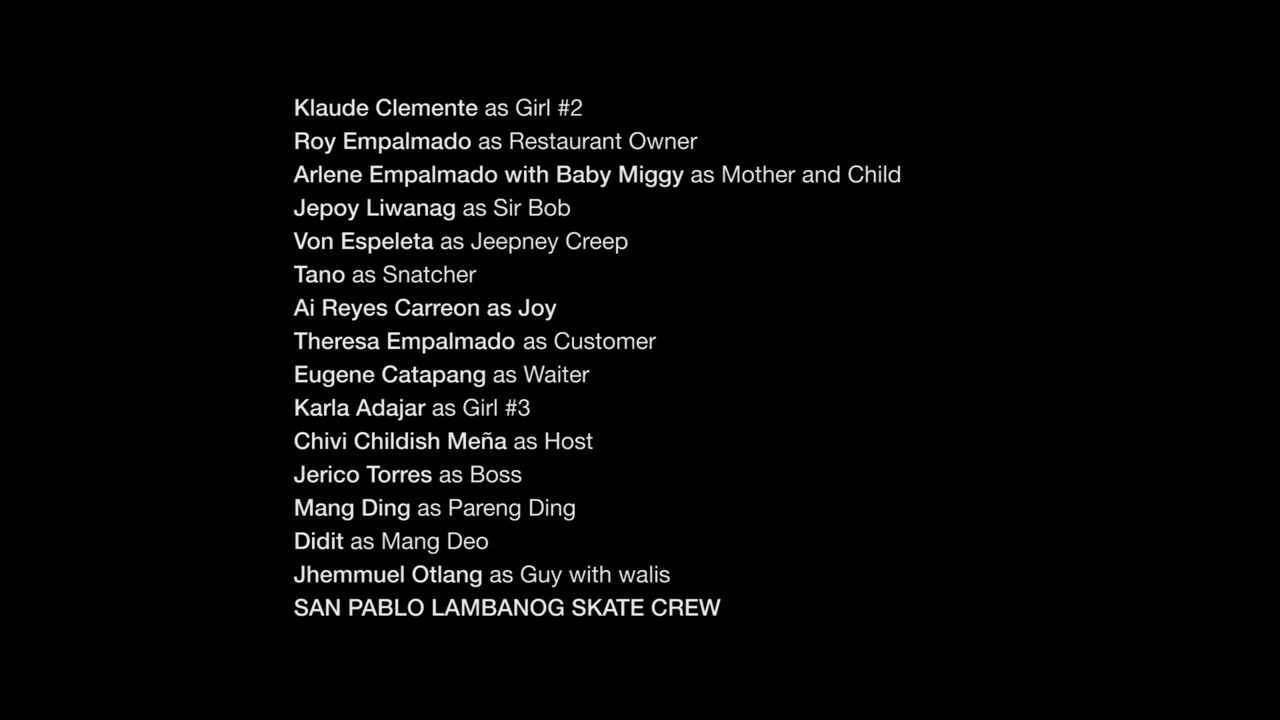 Klaude Clemente as Girl #2
Roy Empalmado as Restaurant Owner
Arlene Empalmado with Baby Miggy as Mother and Child
Jepoy Liwanag as Sir Bob
Von Espeleta as Jeepney Creep
Tano as Snatcher
Ai Reyes Carreon as Joy
Theresa Empalmado as Customer
Eugene Catapang as Waiter
Karla Adajar as Girl #3
Chivi Childish Meña as Host
Jerico Torres as Boss
Mang Ding as Pareng Ding
Didit as Mang Deo
Jhemmuel Otlang as Guy with walis
SAN PABLO LAMBANOG SKATE CREW